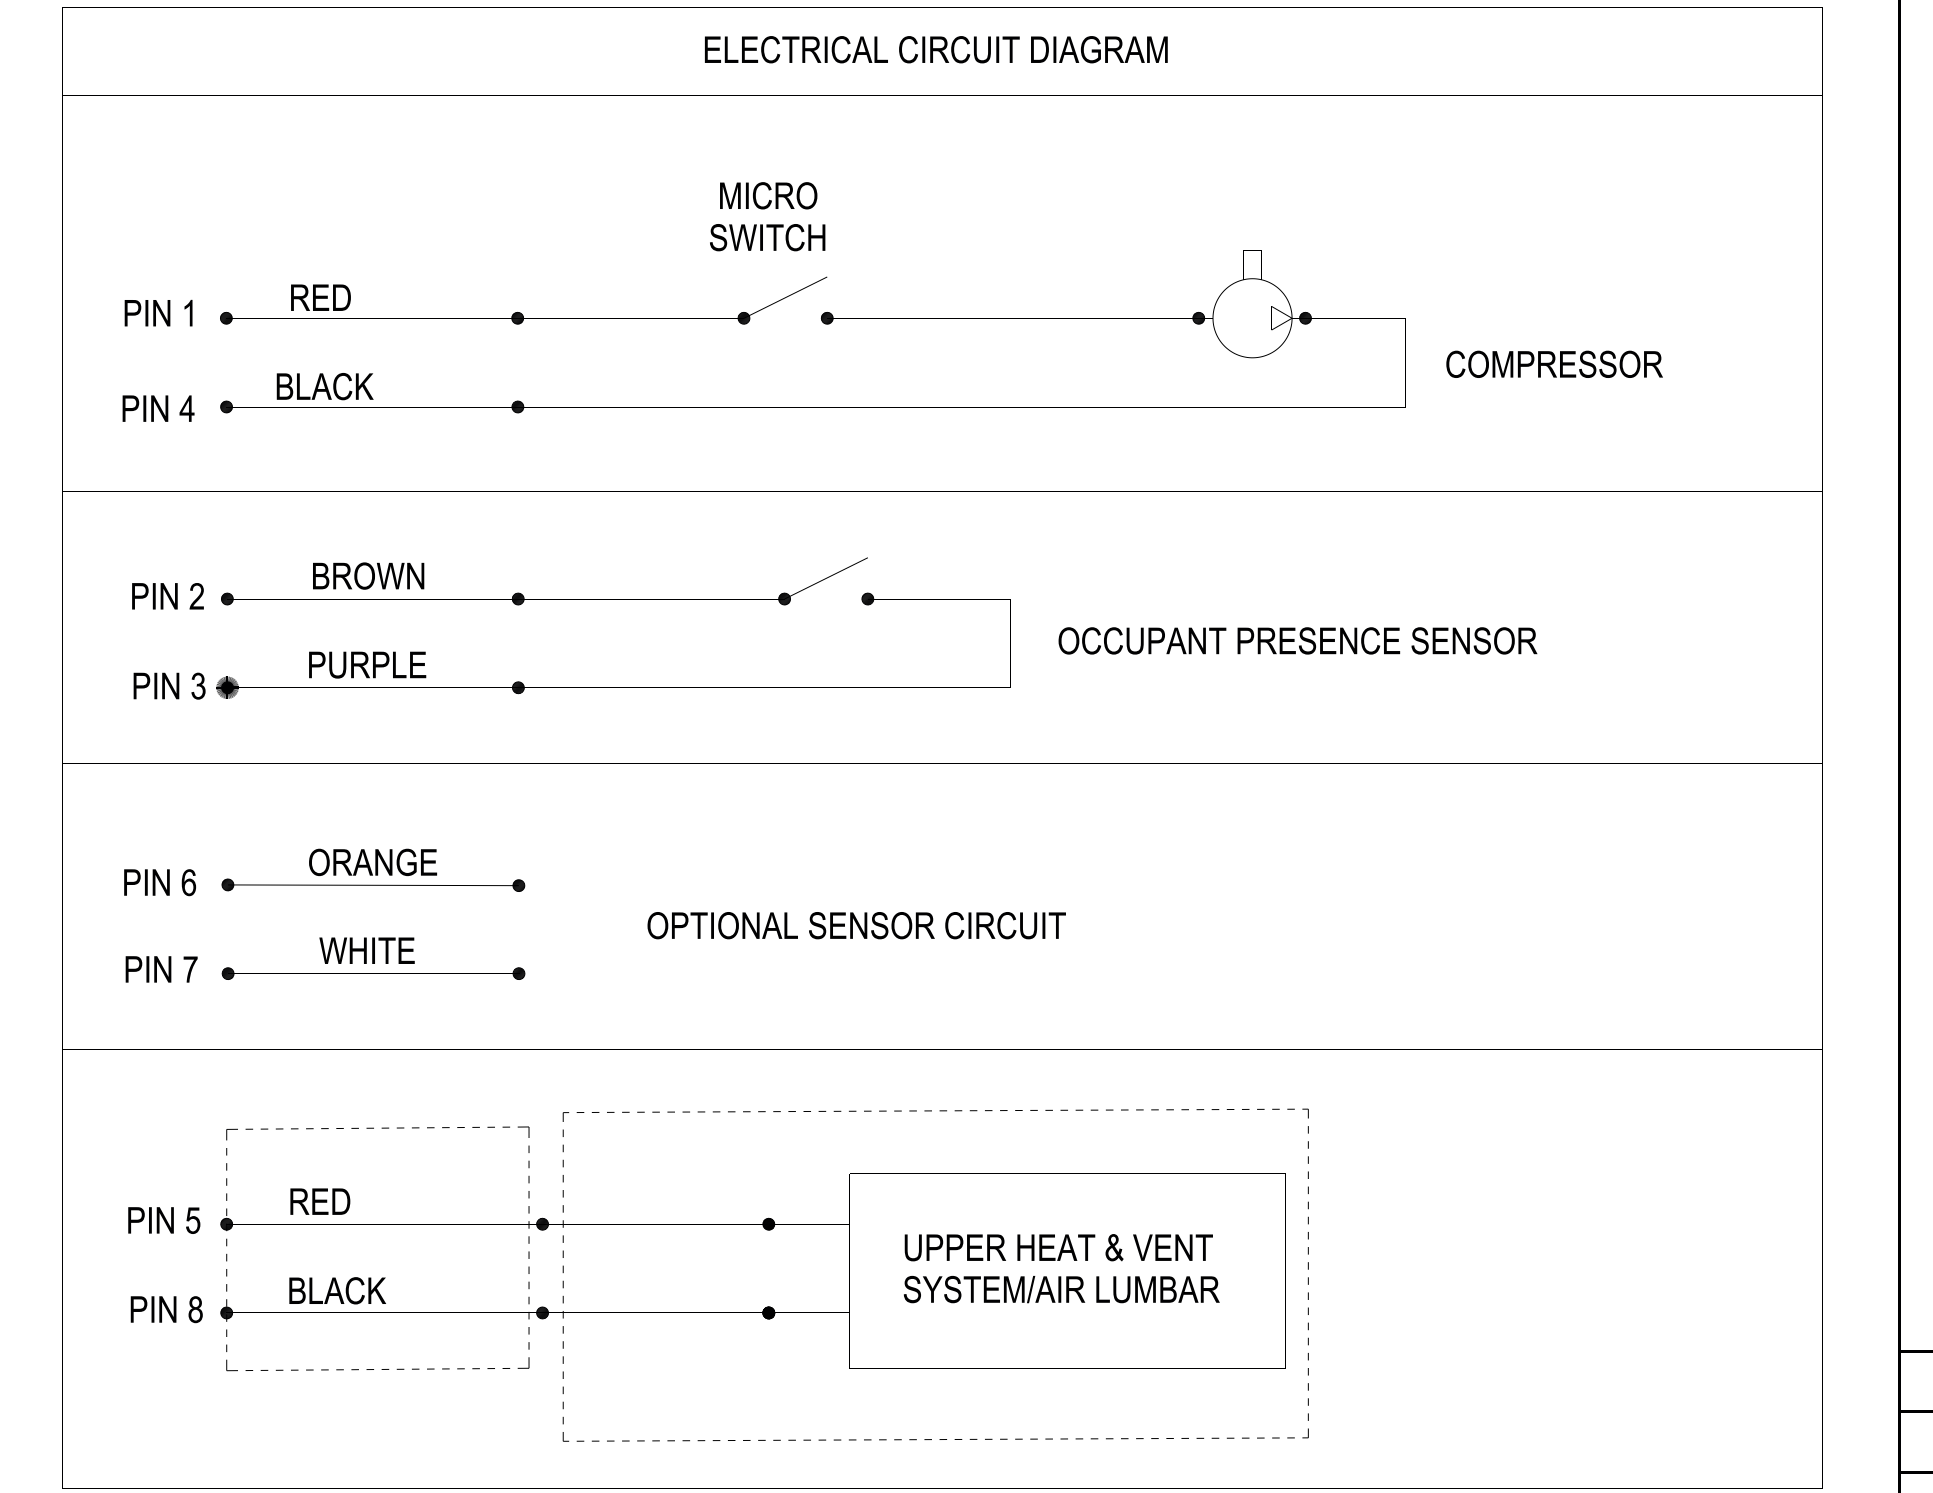 ELECTRICAL CIRCUIT DIAGRAM
MICRO
SWITCH
PIN 1
RED
PIN 4
BLACK
COMPRESSOR
PIN 2
BROWN
PIN 3
PURPLE
OCCUPANT PRESENCE SENSOR
PIN 6
ORANGE
PIN 7
WHITE
OPTIONAL SENSOR CIRCUIT
PIN 5
RED
PIN 8
BLACK
UPPER HEAT & VENT
SYSTEM/AIR LUMBAR